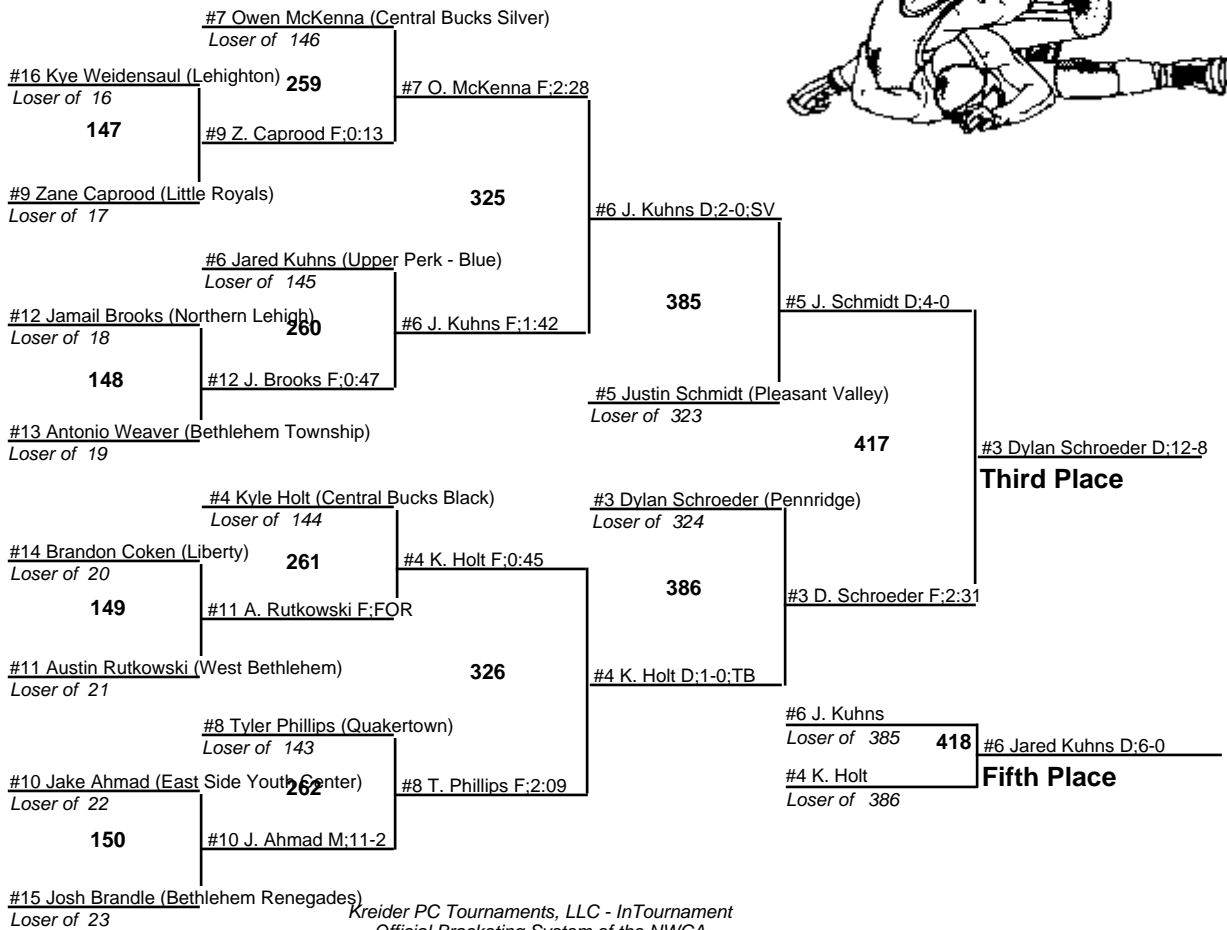 #7 Owen McKenna (Central Bucks Silver)
Loser of 146
#16 Kye Weidensaul (Lehighton)
259
#7 O. McKenna F;2:28
Loser of 16
147
#9 Z. Caprood F;0:13
#9 Zane Caprood (Little Royals)
325
Loser of 17
#6 J. Kuhns D;2-0;SV
#6 Jared Kuhns (Upper Perk - Blue)
Loser of 145
385
#5 J. Schmidt D;4-0
#12 Jamail Brooks (Northern Lehigh)
260
#6 J. Kuhns F;1:42
Loser of 18
148
#12 J. Brooks F;0:47
#5 Justin Schmidt (Pleasant Valley)
Loser of 323
#13 Antonio Weaver (Bethlehem Township)
417
Loser of 19
#3 Dylan Schroeder D;12-8
Third Place
#4 Kyle Holt (Central Bucks Black)
#3 Dylan Schroeder (Pennridge)
Loser of 144
Loser of 324
#14 Brandon Coken (Liberty)
261
#4 K. Holt F;0:45
Loser of 20
386
#3 D. Schroeder F;2:31
149
#11 A. Rutkowski F;FOR
#11 Austin Rutkowski (West Bethlehem)
326
#4 K. Holt D;1-0;TB
Loser of 21
#6 J. Kuhns
#8 Tyler Phillips (Quakertown)
Loser of 385
418
#6 Jared Kuhns D;6-0
Loser of 143
#4 K. Holt
Fifth Place
#10 Jake Ahmad (East Side Youth Center)
262
#8 T. Phillips F;2:09
Loser of 386
Loser of 22
150
#10 J. Ahmad M;11-2
#15 Josh Brandle (Bethlehem Renegades)
Loser of 23
Kreider PC Tournaments, LLC - InTournament
Official Bracketing System of the NWCA